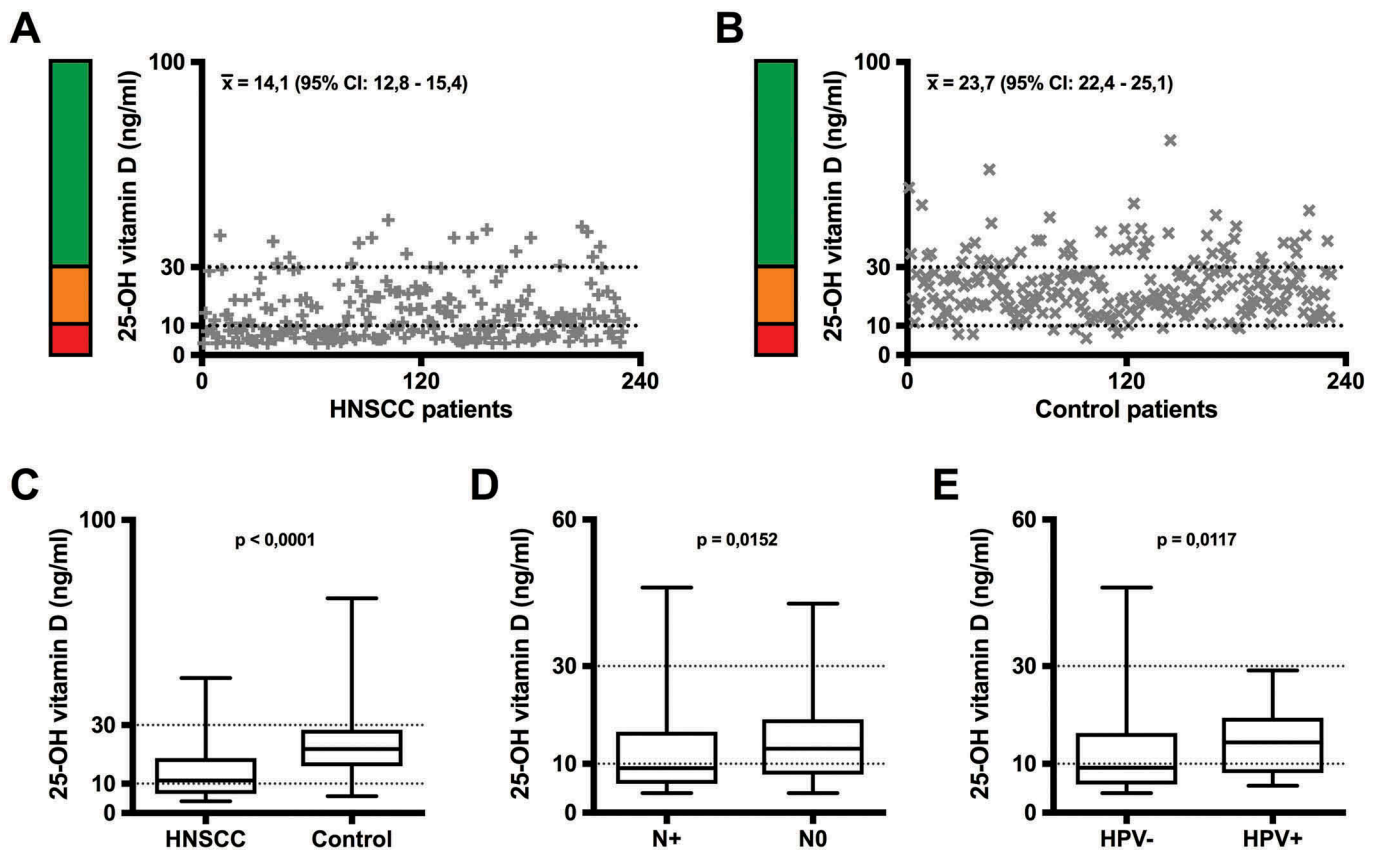 A
25-OH vitamin D (ng/ml)
100
30
10
0
x̅ = 14,1 (95% CI: 12,8 - 15,4)
0
120
240
HNSCC patients
B
25-OH vitamin D (ng/ml)
100
30
10
0
x̅ = 23,7 (95% CI: 22,4 - 25,1)
0
120
240
Control patients
C
25-OH vitamin D (ng/ml)
100
30
10
0
p < 0,0001
HNSCC
Control
D
25-OH vitamin D (ng/ml)
60
30
10
0
p = 0,0152
N+
N0
E
25-OH vitamin D (ng/ml)
60
30
10
0
p = 0,0117
HPV-
HPV+